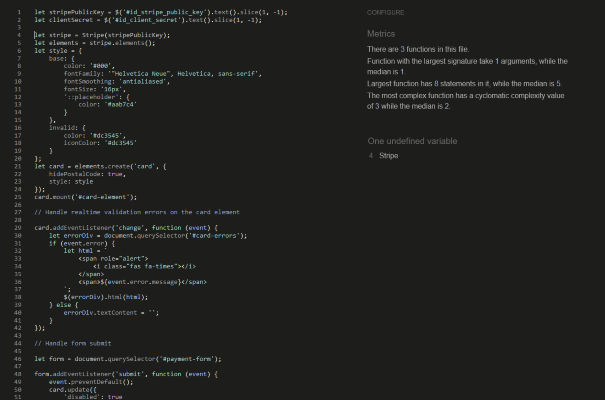 1 let stripePublicKey = $('#id_stripe_public_key').text().slice(1, -1);
2 let clientSecret = $('#id_client_secret').text().slice(1, -1);
3
4 let stripe = Stripe(stripePublicKey);
5 let elements = stripe.elements();
6 let style = {
7 base: {
8 color: '#000',
9 fontFamily: '"Helvetica Neue", Helvetica, sans-serif',
10 fontSmoothing: 'antialiased',
11 fontSize: '16px',
12 '::placeholder': {
13 color: '#aab7c4'
14 }
15 },
16 invalid: {
17 color: '#dc3545',
18 iconColor: '#dc3545'
19 }
20 };
21 let card = elements.create('card', {
22 hidePostalCode: true,
23 style: style
24 });
25 card.mount('#card-element');
26
27 // Handle realtime validation errors on the card element
28
29 card.addEventListener('change', function (event) {
30 let errorDiv = document.querySelector('#card-errors');
31 if (event.error) {
32 let html = `
33 <span role="alert">
34 <i class="fas fa-times"></i>
35 </span>
36 <span>${event.error.message}</span>
37 `;
38 $(errorDiv).html(html);
39 } else {
40 errorDiv.textContent = '';
41 }
42 });
43
44 // Handle form submit
45
46 let form = document.querySelector('#payment-form');
47
48 form.addEventListener('submit', function (event) {
49 event.preventDefault();
50 card.update({
51 'disabled': true
CONFIGURE
Metrics
There are 3 functions in this file.
Function with the largest signature take 1 arguments, while the
median is 1.
Largest function has 8 statements in it, while the median is 5.
The most complex function has a cyclomatic complexity value
of 3 while the median is 2.
One undefined variable
4 Stripe